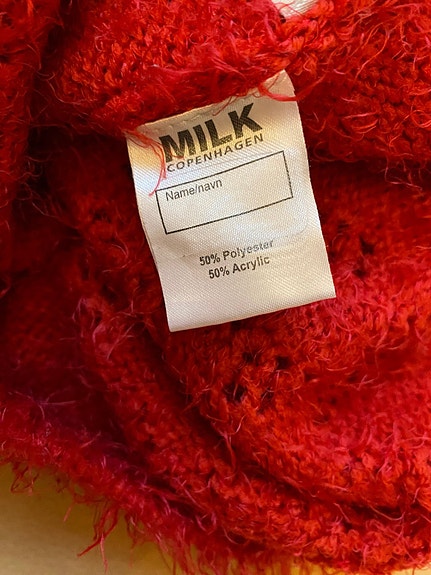 MILK
COPENHAGEN
Name/navn
50% Polyester
50% Acrylic